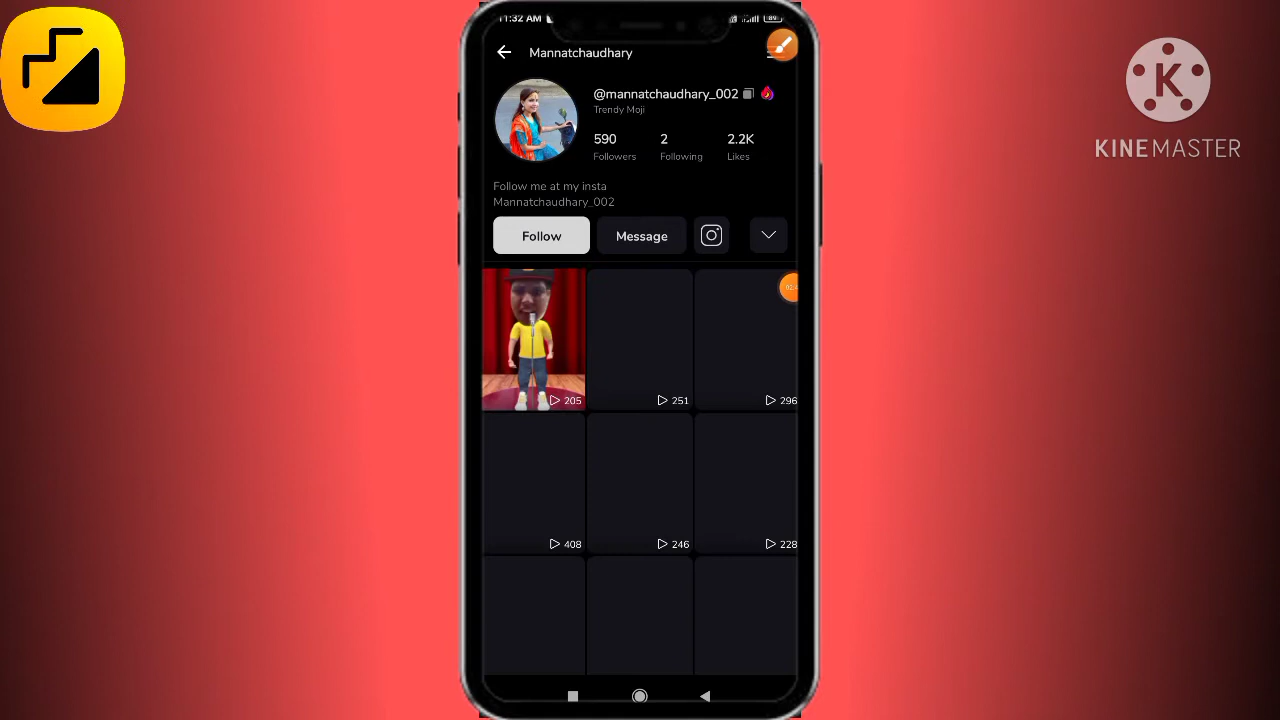 11:32 AM
Mannatchaudhary
@mannatchaudhary_002
Trendy Moji
590 2 2.2K
Followers Following Likes
Follow me at my insta
Mannatchaudhary_002
Follow Message
205 251 296
408 246 228
K
KINEMASTER